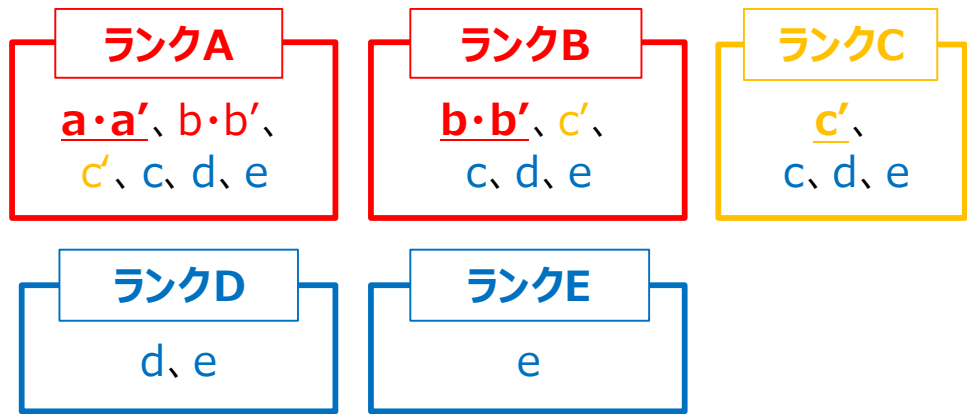 ランクA
a・a′、b・b′、
c′、c、d、e
ランクB
b・b′、c′、
c、d、e
ランクC
c′、
c、d、e
ランクD
d、e
ランクE
e